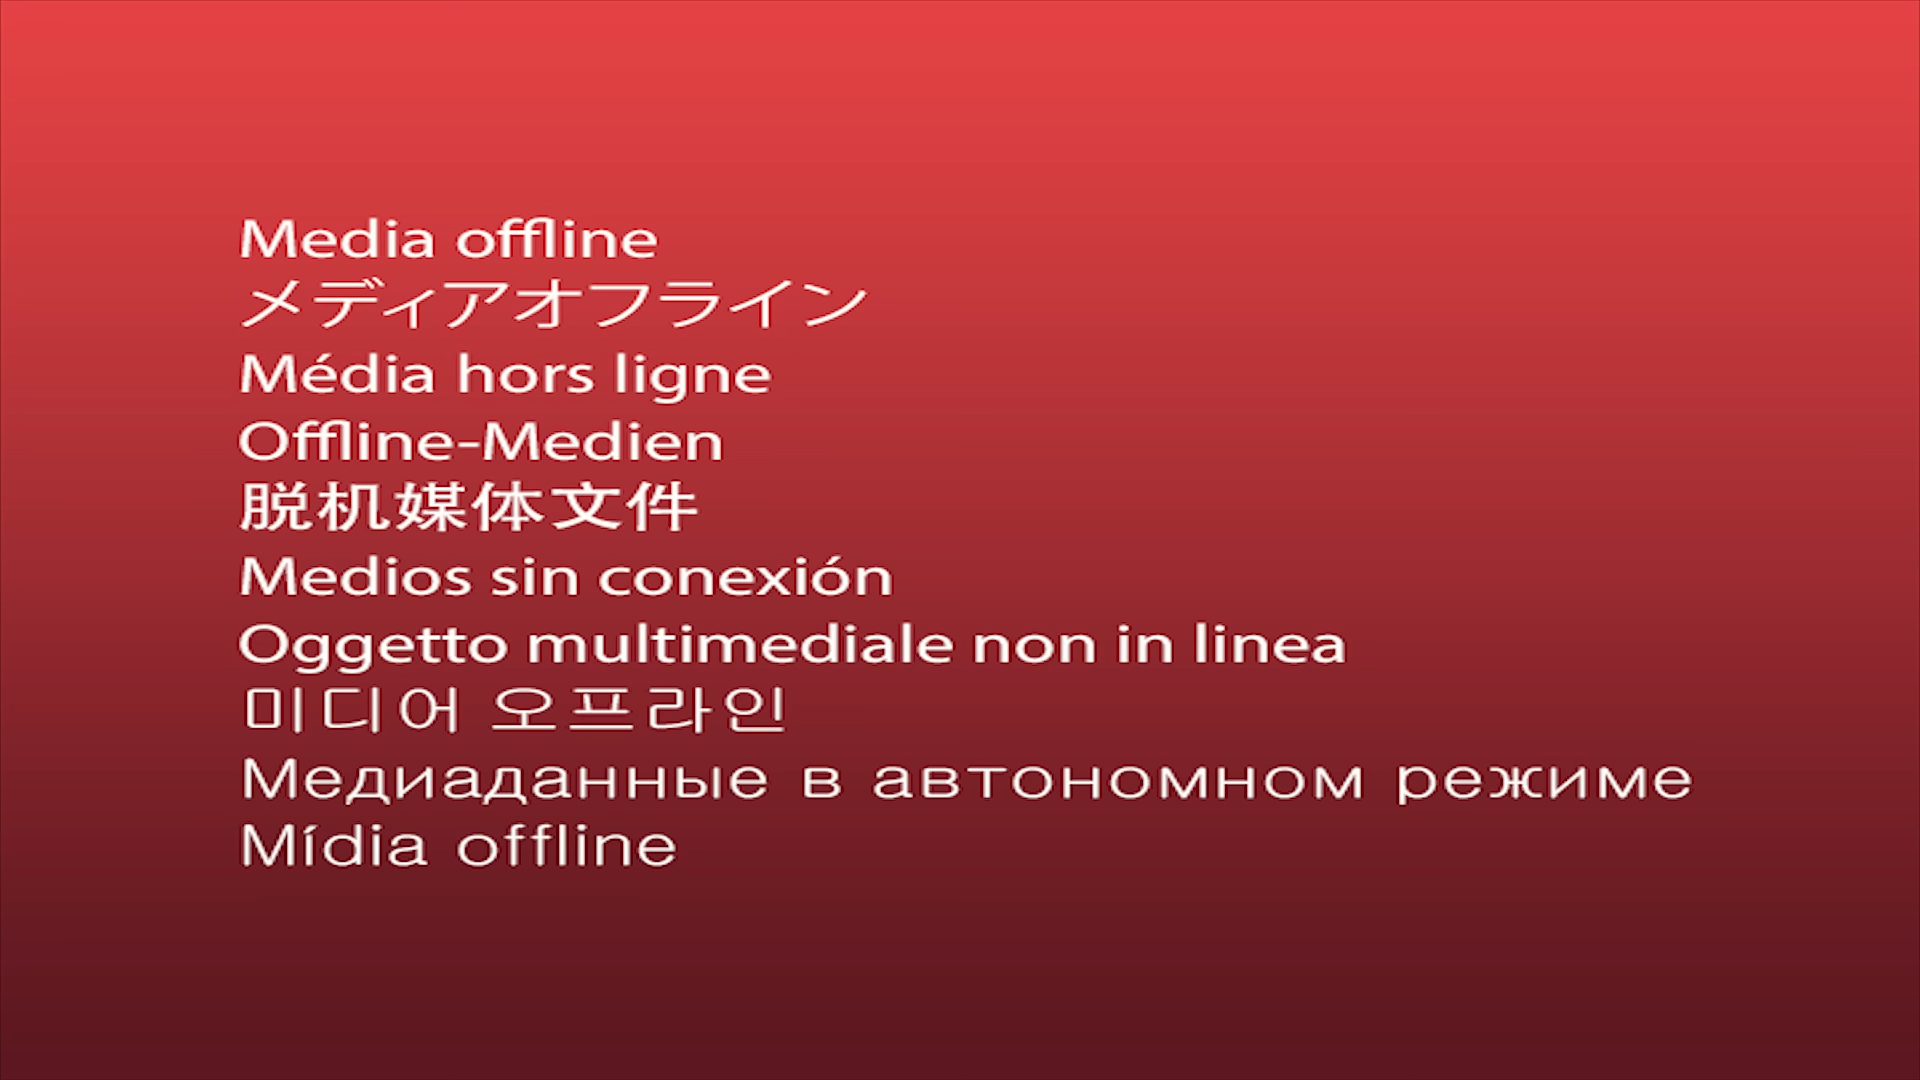 Media offline
メディアオフライン
Média hors ligne
Offline-Medien
脱机媒体文件
Medios sin conexión
Oggetto multimediale non in linea
미디어 오프라인
Медиаданные в автономном режиме
Mídia offline